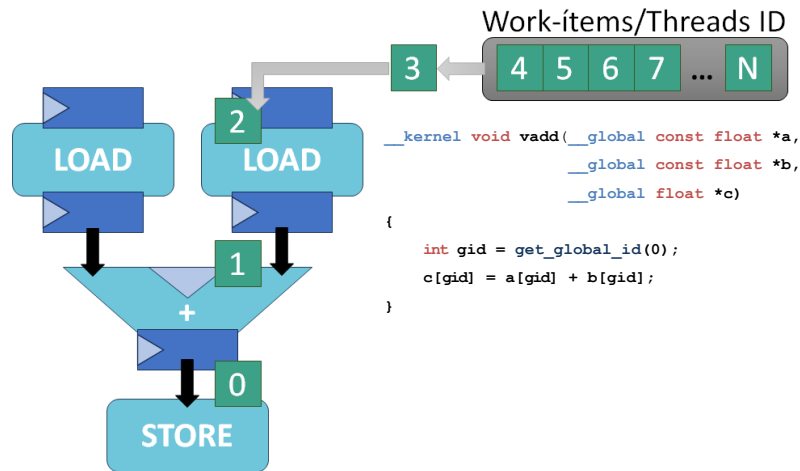 Work-ítems/Threads ID
3
4 5 6 7 ... N
2
LOAD LOAD
__kernel void vadd(__global const float *a,
__global const float *b,
__global float *c)
{
int gid = get_global_id(0);
c[gid] = a[gid] + b[gid];
}
1
+
0
STORE